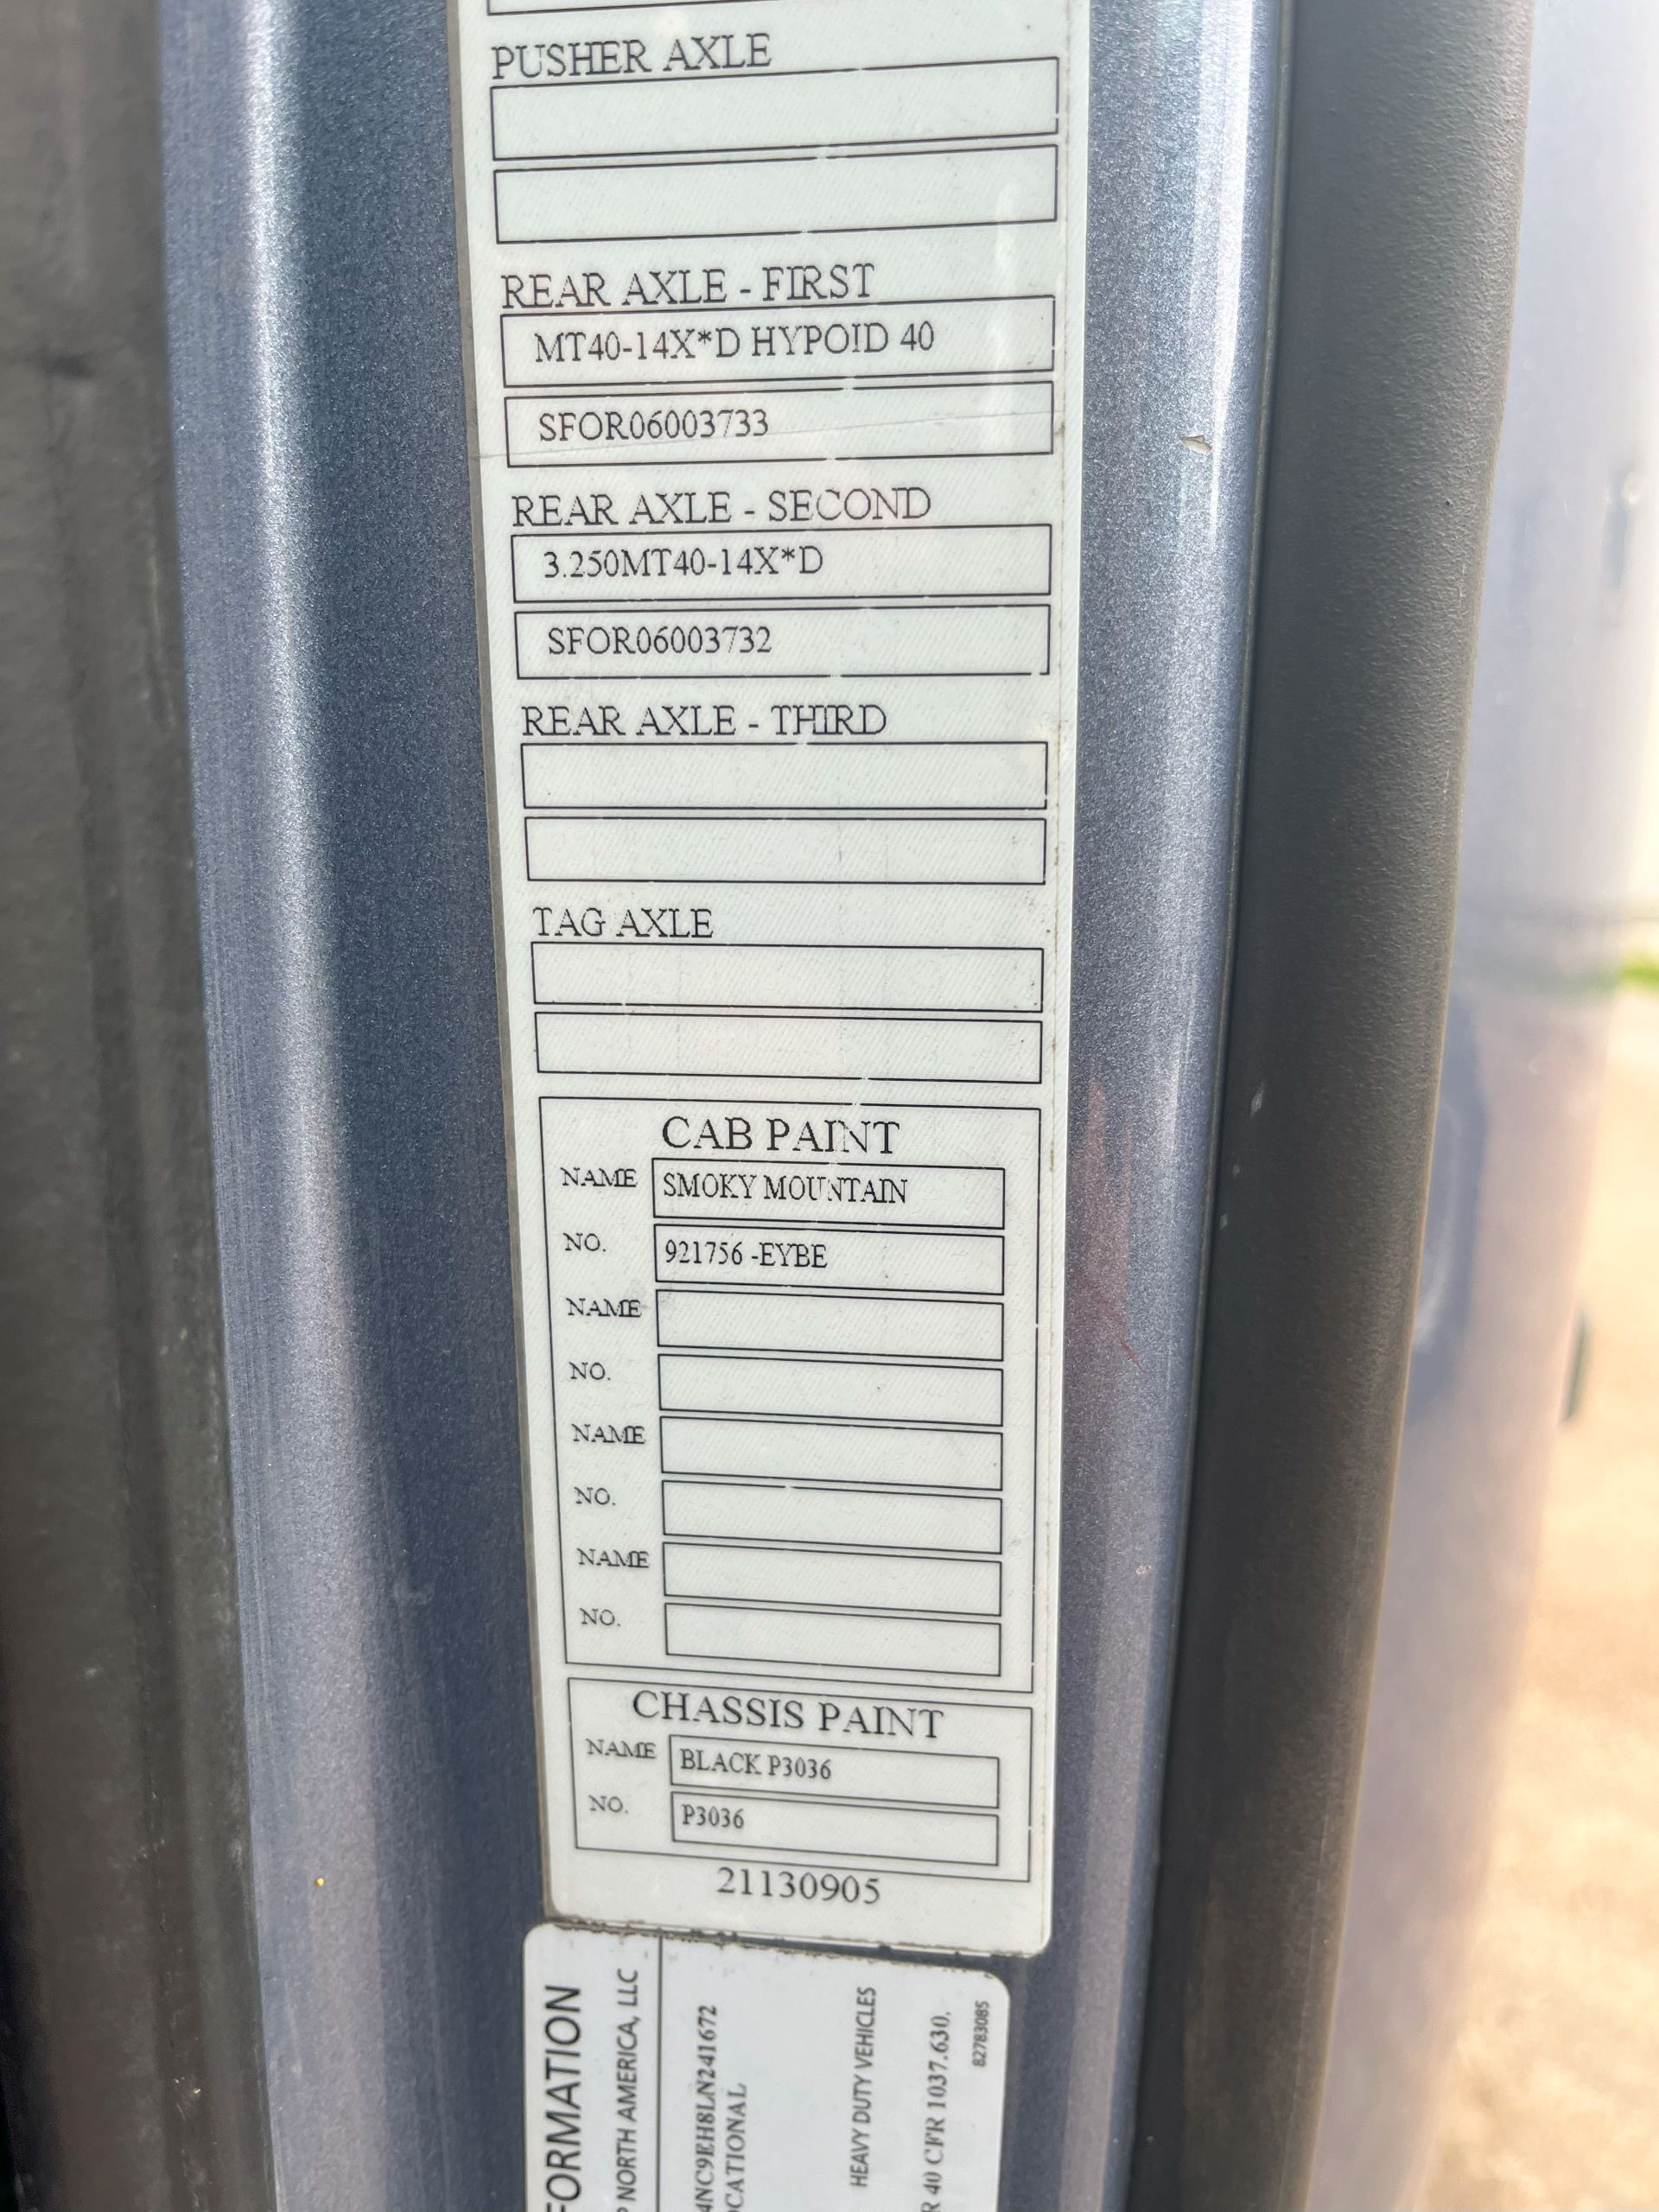 PUSHER AXLE
REAR AXLE - FIRST
MT40-14X*D HYPOID 40
SFOR06003733
REAR AXLE - SECOND
3.250MT40-14X*D
SFOR06003732
REAR AXLE - THIRD
TAG AXLE
CAB PAINT
NAME SMOKY MOUNTAIN
NO. 921756 -EYBE
NAME
NO.
NAME
NO.
NAME
NO.
CHASSIS PAINT
NAME BLACK P3036
NO. P3036
21130905
FORMATION
P NORTH AMERICA, LLC
4NC9EH8LN241672
OCATIONAL
HEAVY DUTY VEHICLES
R 40 CFR 1037.630.
82783085